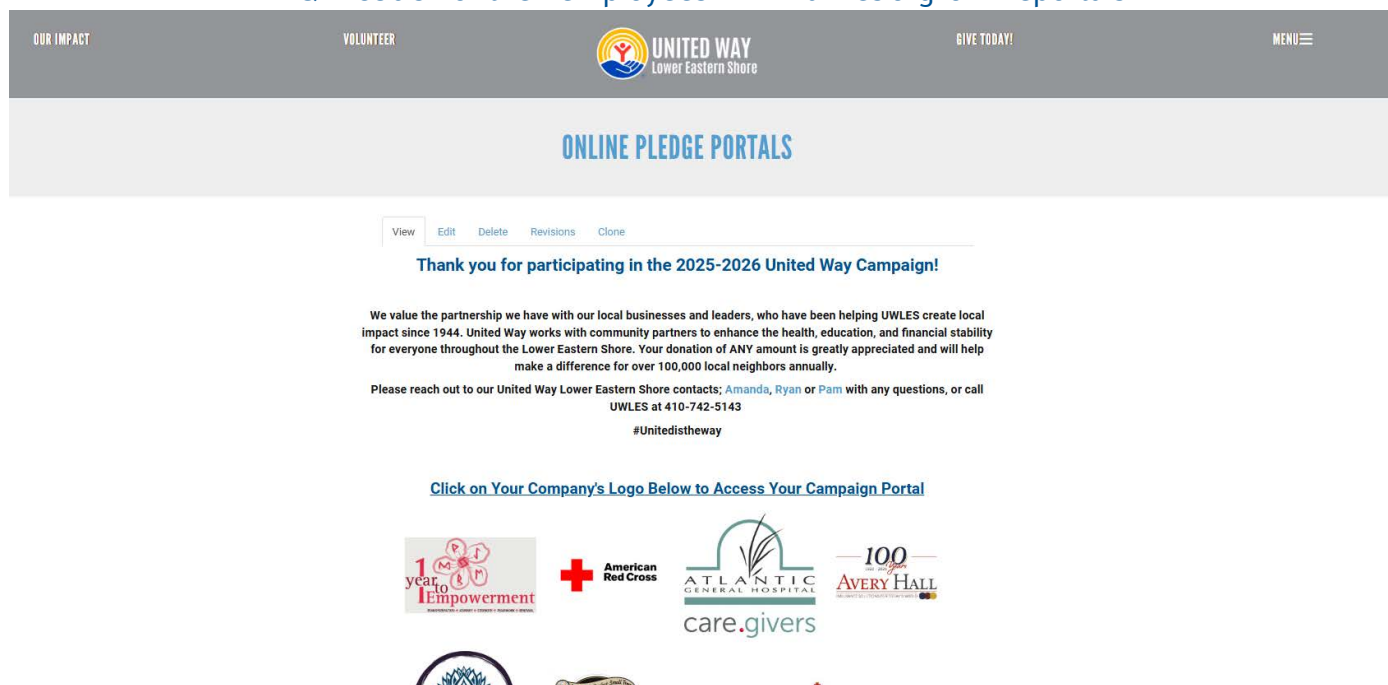 OUR IMPACT
VOLUNTEER
UNITED WAY
Lower Eastern Shore
GIVE TODAY!
MENU
ONLINE PLEDGE PORTALS
View Edit Delete Revisions Clone
Thank you for participating in the 2025-2026 United Way Campaign!
We value the partnership we have with our local businesses and leaders, who have been helping UWLES create local
impact since 1944. United Way works with community partners to enhance the health, education, and financial stability
for everyone throughout the Lower Eastern Shore. Your donation of ANY amount is greatly appreciated and will help
make a difference for over 100,000 local neighbors annually.
Please reach out to our United Way Lower Eastern Shore contacts; Amanda, Ryan or Pam with any questions, or call
UWLES at 410-742-5143
#Unitedistheway
Click on Your Company's Logo Below to Access Your Campaign Portal
1
year to
1Empowerment
American
Red Cross
ATLANTIC
GENERAL HOSPITAL
care.givers
100
Years
AVERY HALL